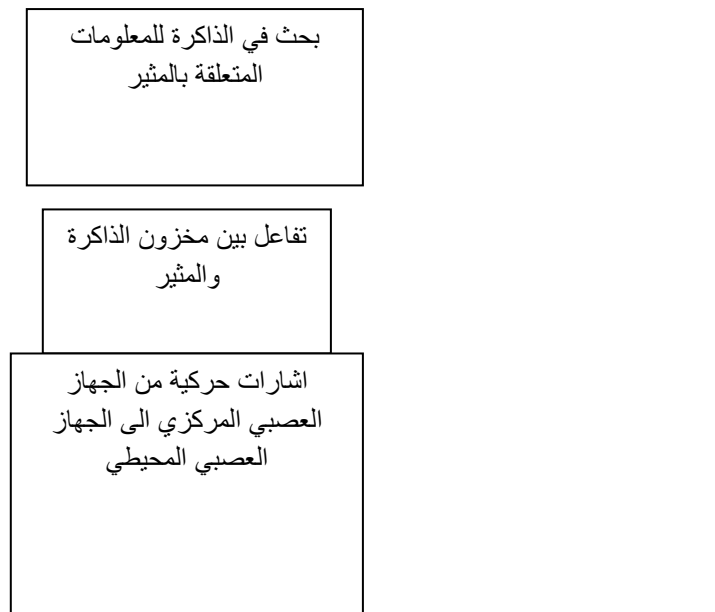 بحث في الذاكرة للمعلومات
المتعلقة بالمثير
تفاعل بين مخزون الذاكرة
والمثير
اشارات حركية من الجهاز
العصبي المركزي الى الجهاز
العصبي المحيطي